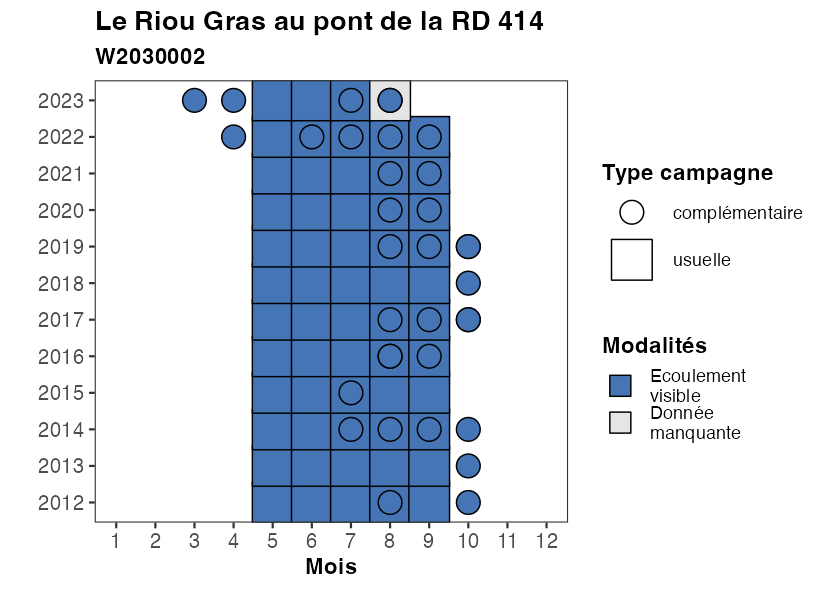 Le Riou Gras au pont de la RD 414
W2030002
2023
2022
2021
2020
2019
2018
2017
2016
2015
2014
2013
2012
1 2 3 4 5 6 7 8 9 10 11 12
Mois
Type campagne
complémentaire
usuelle
Modalités
Ecoulement
visible
Donnée
manquante